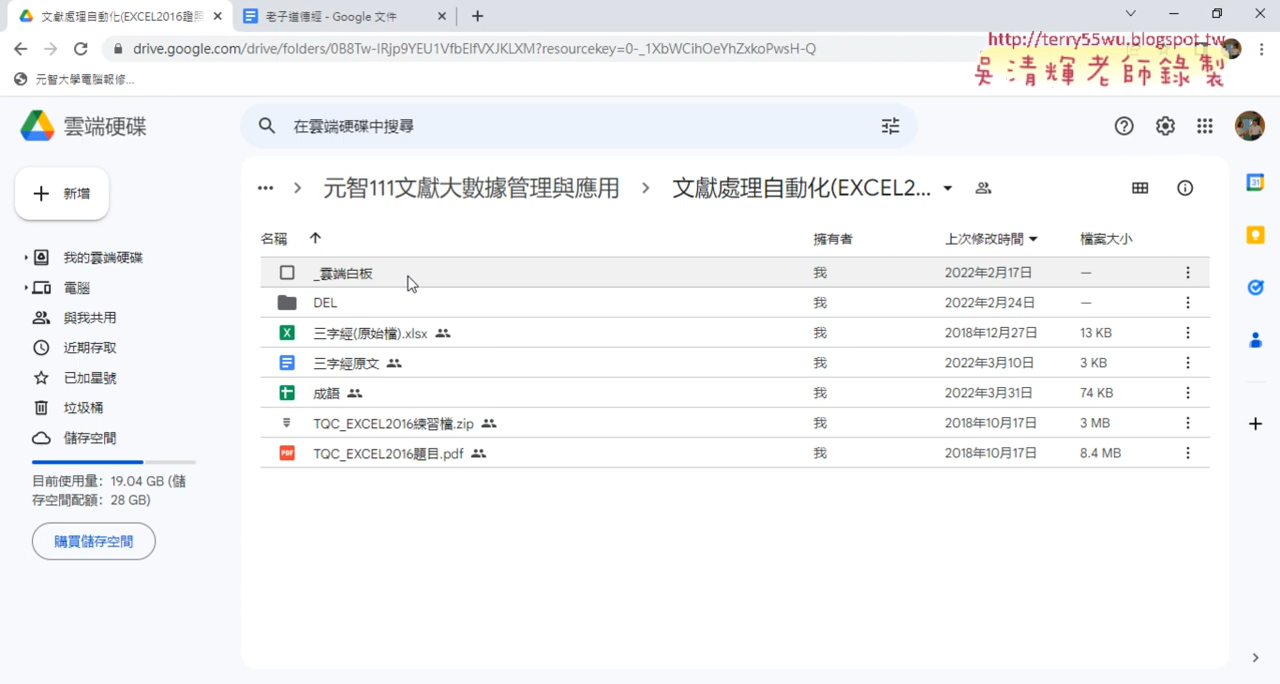 文獻處理自動化(EXCEL2016證照
老子道德經 - Google 文件
drive.google.com/drive/folders/0B8Tw-IRjp9YEU1VfbElfVXJKLXM?resourcekey=0-_1XbWCihOeYhZxkoPwsH-Q
http://terry55wu.blogspot.tw
吳清輝老師錄製
元智大學電腦報修...
雲端硬碟
在雲端硬碟中搜尋
新增
... > 元智111文獻大數據管理與應用 > 文獻處理自動化(EXCEL2...
31
名稱 擁有者 上次修改時間 檔案大小
我的雲端硬碟
電腦
與我共用
近期存取
已加星號
垃圾桶
儲存空間
目前使用量：19.04 GB (儲
存空間配額：28 GB)
購買儲存空間
_雲端白板 我 2022年2月17日 —
DEL 我 2022年2月24日 —
三字經(原始檔).xlsx 我 2018年12月27日 13 KB
三字經原文 我 2022年3月10日 3 KB
成語 我 2022年3月31日 74 KB
TQC_EXCEL2016練習檔.zip 我 2018年10月17日 3 MB
PDF TQC_EXCEL2016題目.pdf 我 2018年10月17日 8.4 MB